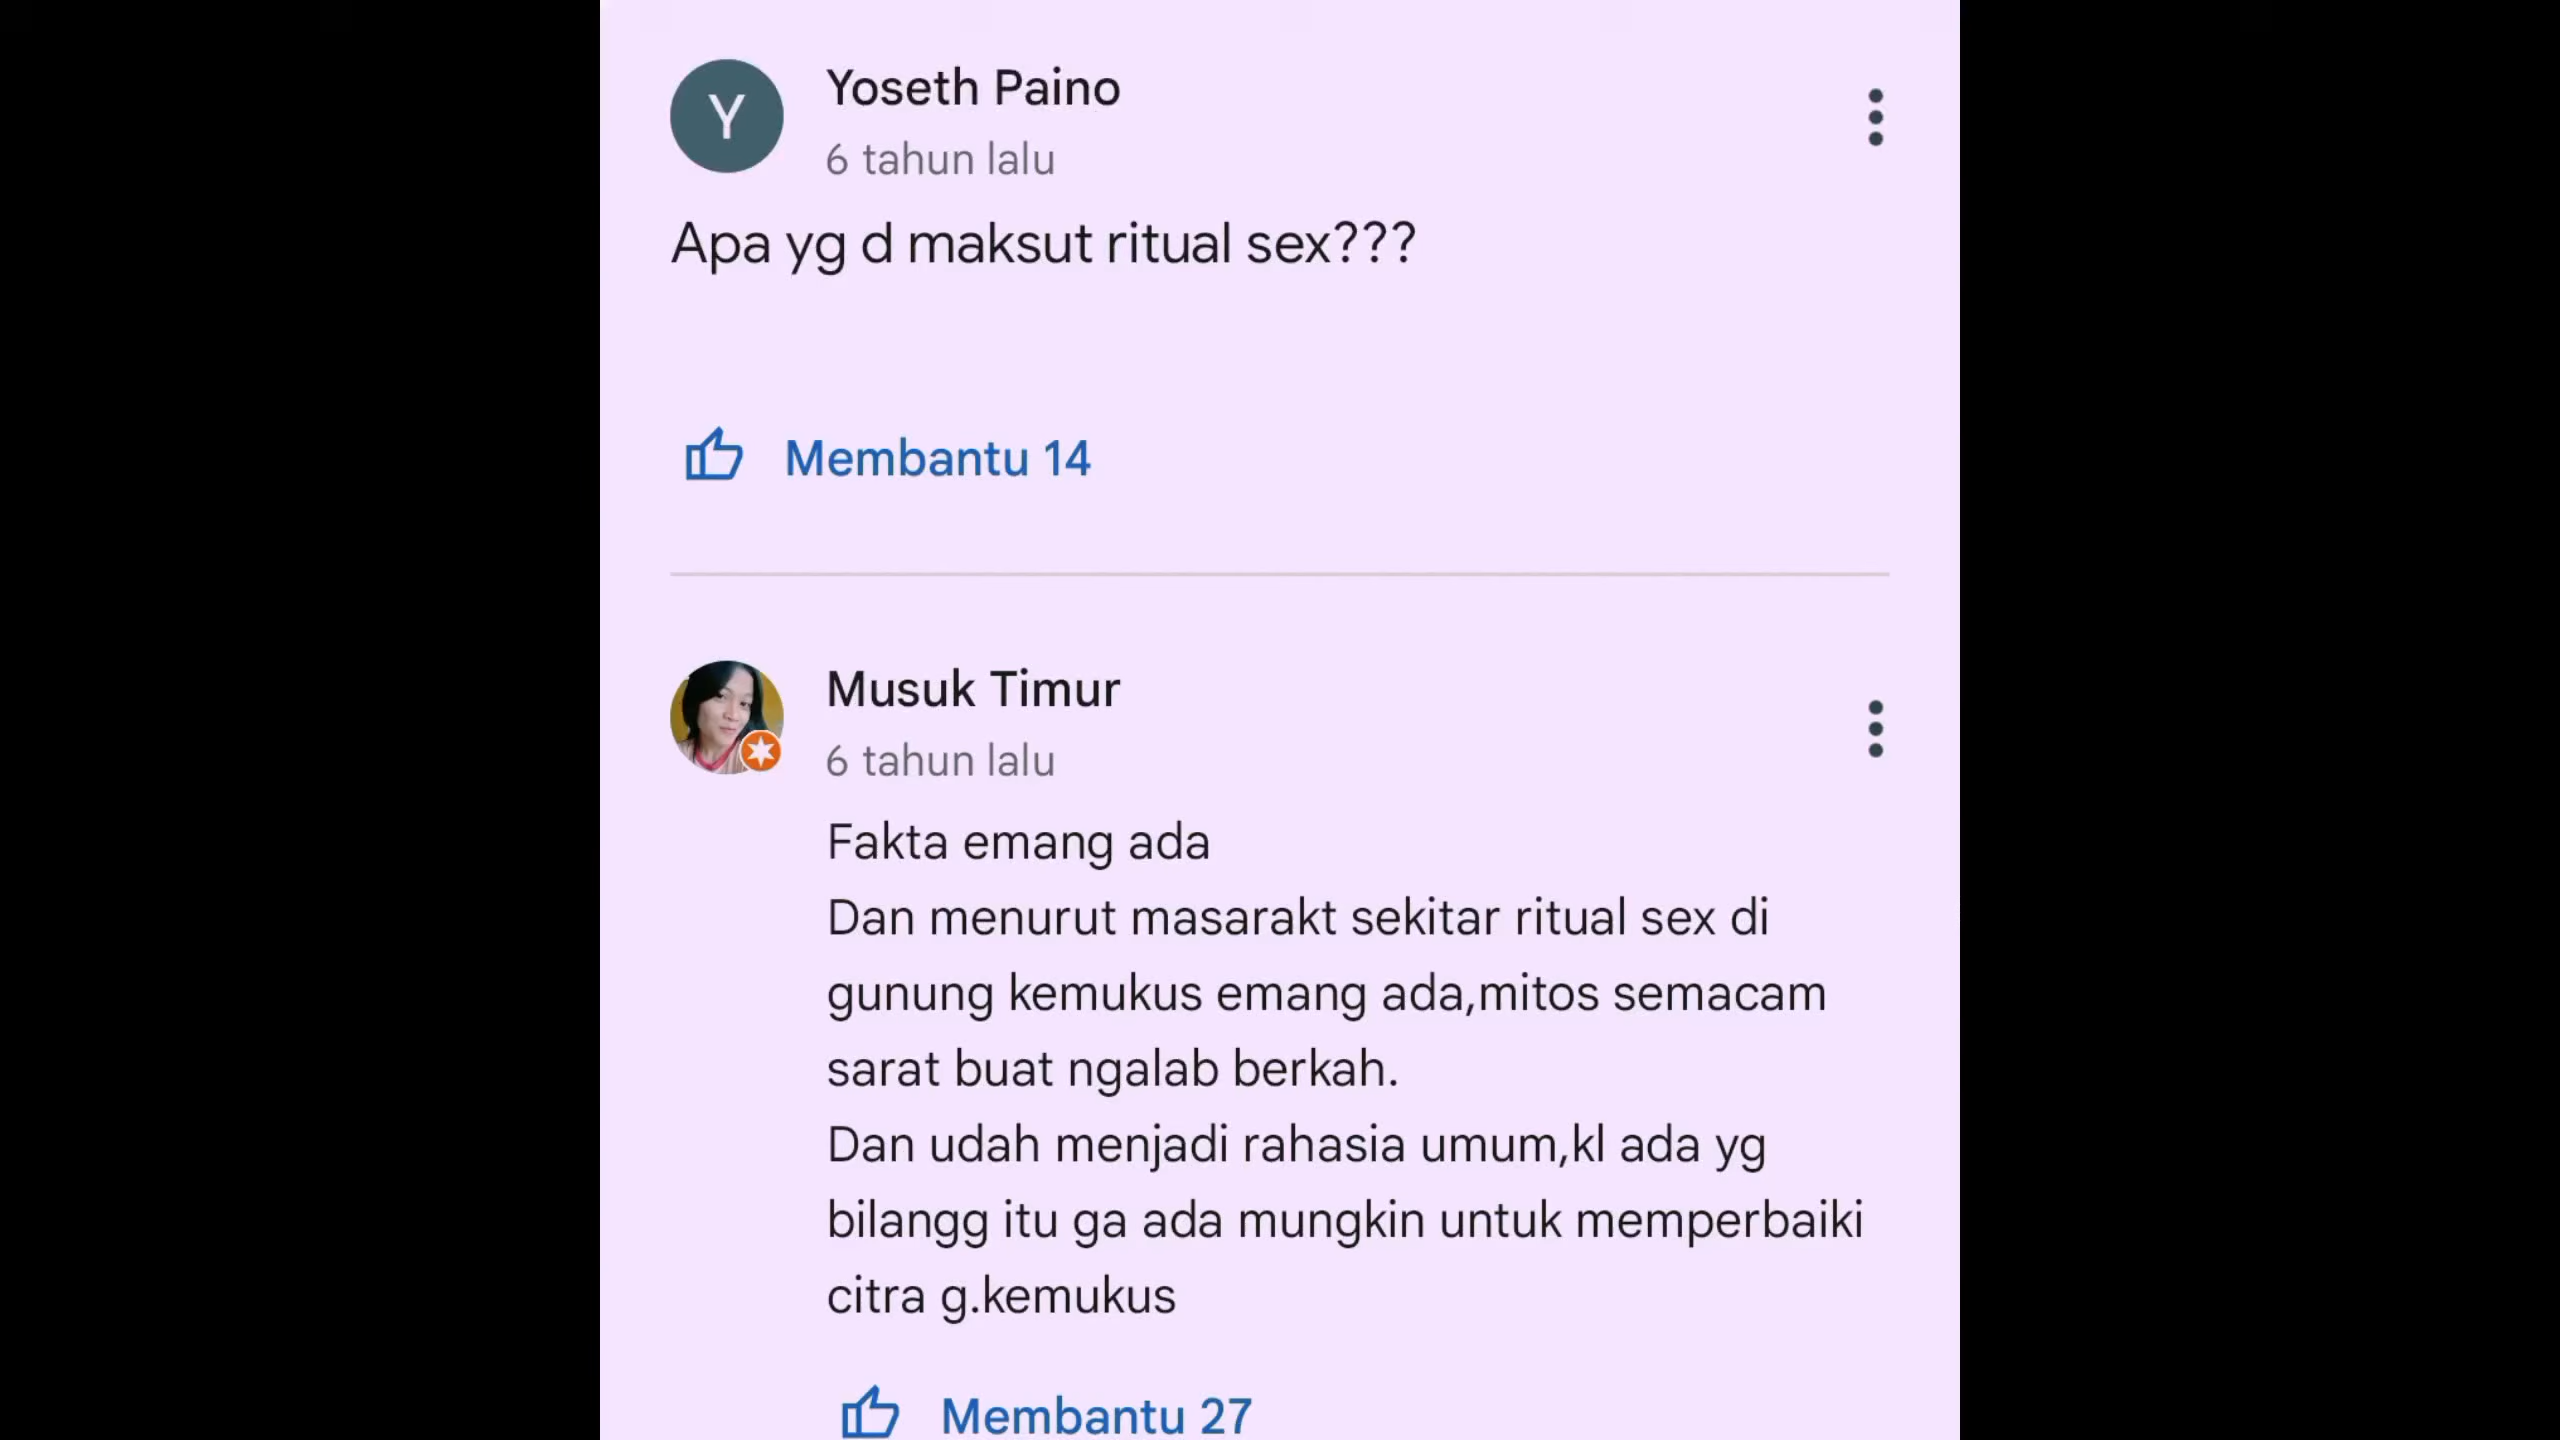 Y
Yoseth Paino
6 tahun lalu
Apa yg d maksut ritual sex???
Membantu 14
Musuk Timur
6 tahun lalu
Fakta emang ada
Dan menurut masarakt sekitar ritual sex di
gunung kemukus emang ada,mitos semacam
sarat buat ngalab berkah.
Dan udah menjadi rahasia umum,kl ada yg
bilangg itu ga ada mungkin untuk memperbaiki
citra g.kemukus
Membantu 27